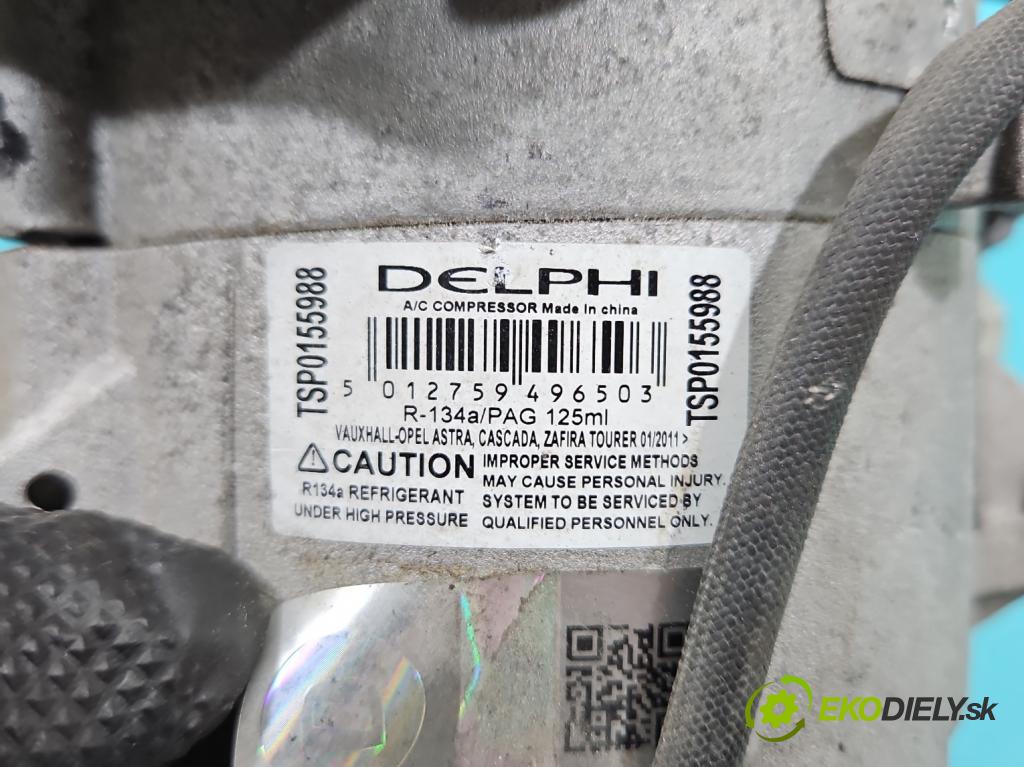 DELPHI
A/C COMPRESSOR Made in china
TSP0155988
TSP0155988
5 012759 496503
R-134a/PAG 125ml
VAUXHALL-OPEL ASTRA, CASCADA, ZAFIRA TOURER 01/2011 >
CAUTION
R134a REFRIGERANT
UNDER HIGH PRESSURE
IMPROPER SERVICE METHODS
MAY CAUSE PERSONAL INJURY.
SYSTEM TO BE SERVICED BY
QUALIFIED PERSONNEL ONLY.
EKODIELY.sk